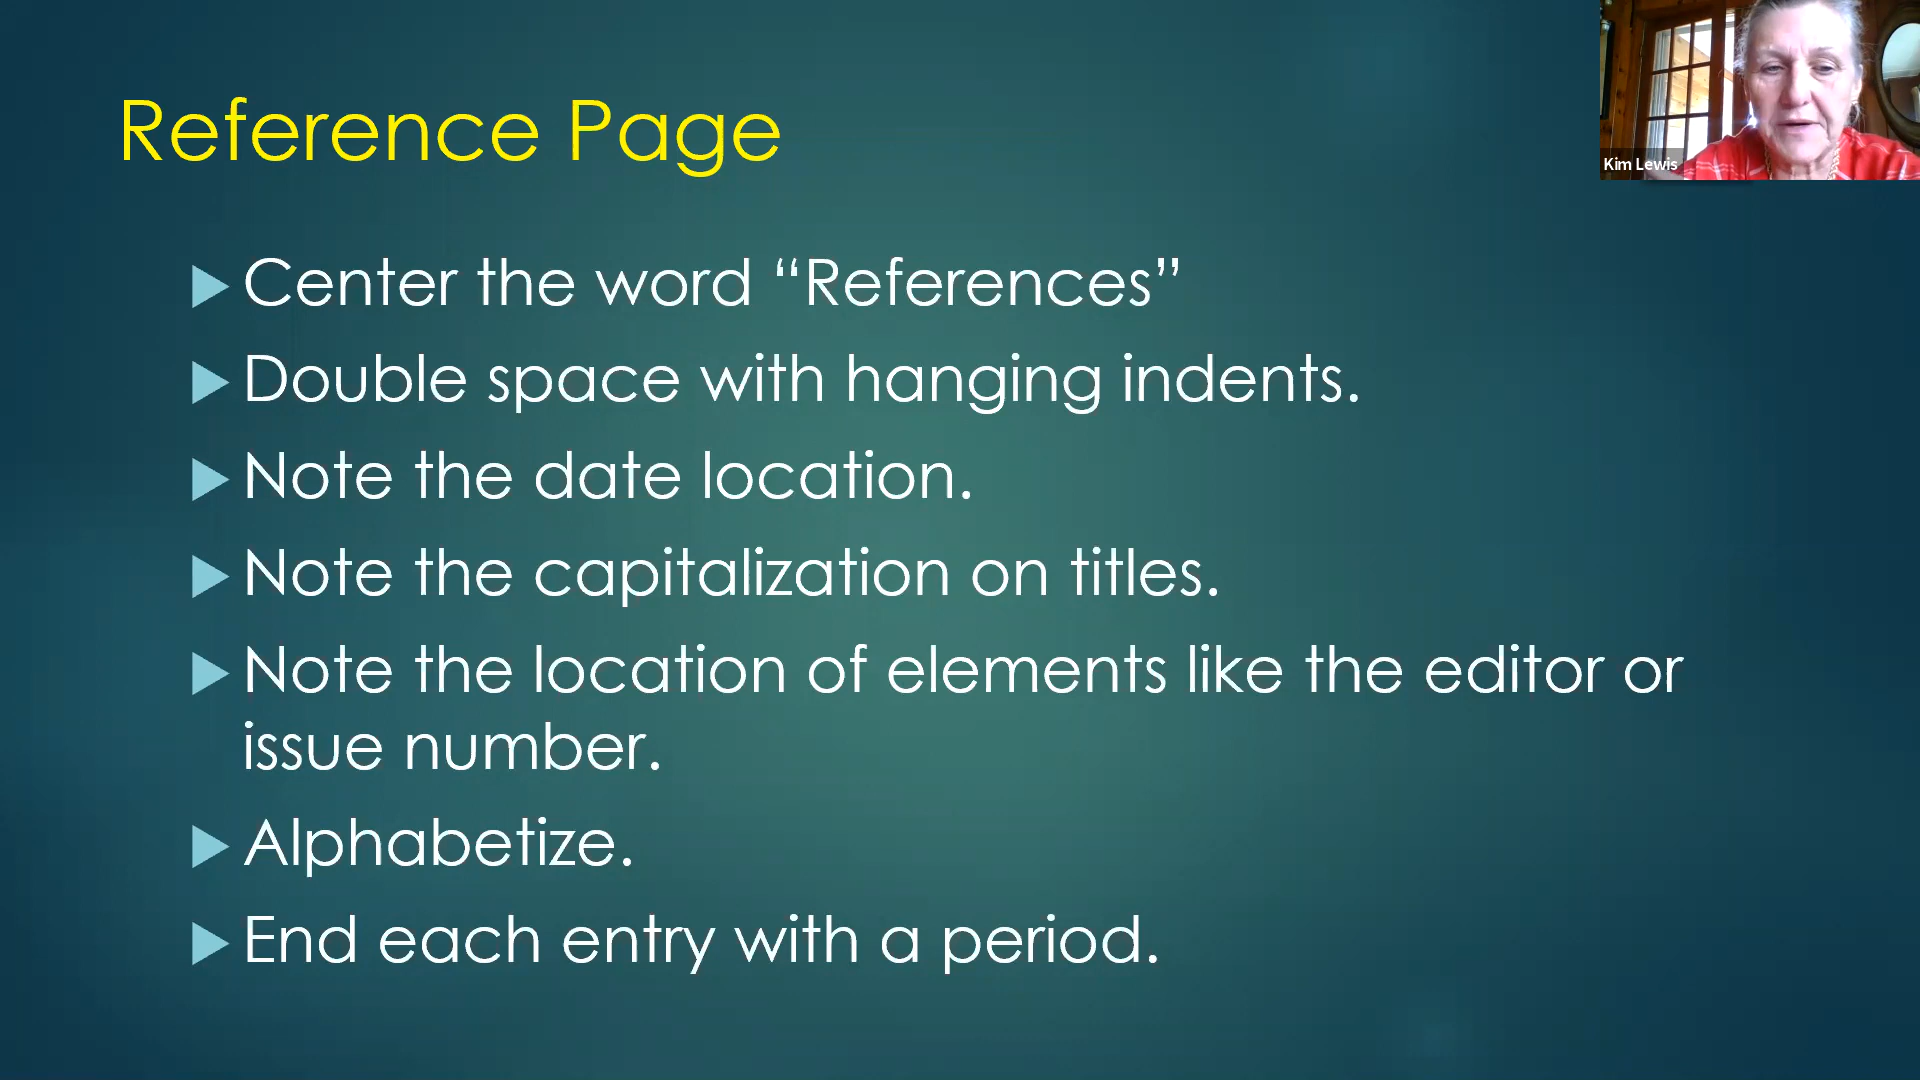 Reference Page
Kim Lewis
Center the word “References”
Double space with hanging indents.
Note the date location.
Note the capitalization on titles.
Note the location of elements like the editor or
issue number.
Alphabetize.
End each entry with a period.